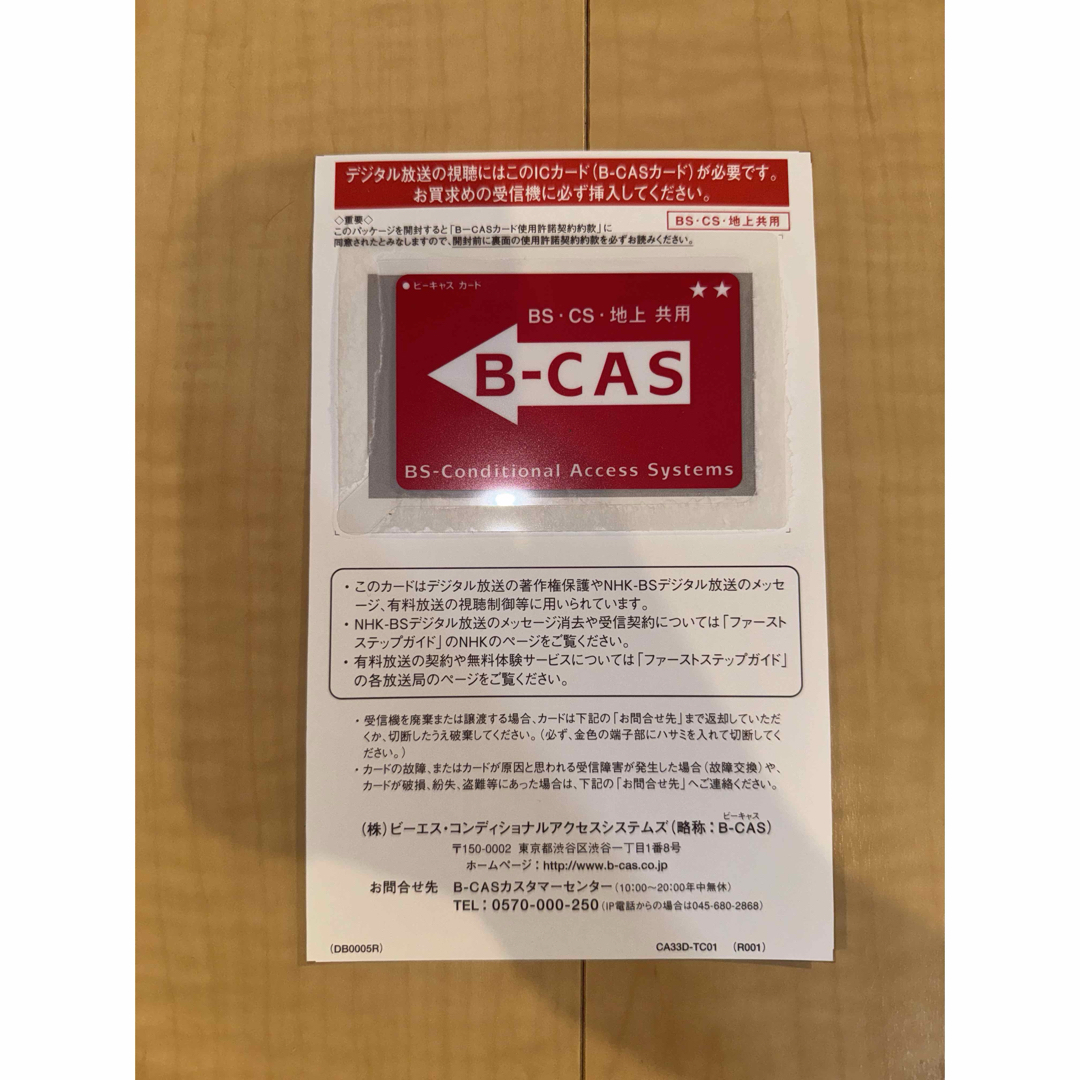 デジタル放送の視聴にはこのICカード(B-CASカード)が必要です。
お買求めの受信機に必ず挿入してください。
◇重要◇
このパッケージを開封すると「B-CASカード使用許諾契約約款」に
同意されたとみなしますので、開封前に裏面の使用許諾契約約款を必ずお読みください。
BS・CS・地上共用
●ビーキャス カード
★★
BS・CS・地上 共用
B-CAS
BS-Conditional Access Systems
・このカードはデジタル放送の著作権保護やNHK-BSデジタル放送のメッセ
ージ、有料放送の視聴制御等に用いられています。
・NHK-BSデジタル放送のメッセージ消去や受信契約については「ファースト
ステップガイド」のNHKのページをご覧ください。
・有料放送の契約や無料体験サービスについては「ファーストステップガイド」
の各放送局のページをご覧ください。
・受信機を廃棄または譲渡する場合、カードは下記の「お問合せ先」まで返却していただ
くか、切断したうえ破棄してください。(必ず、金色の端子部にハサミを入れて切断してく
ださい。)
・カードの故障、またはカードが原因と思われる受信障害が発生した場合(故障交換)や、
カードが破損、紛失、盗難等にあった場合は、下記の「お問合せ先」へご連絡ください。
ビーキャス
(株)ビーエス・コンディショナルアクセスシステムズ(略称:B-CAS)
〒150-0002 東京都渋谷区渋谷一丁目1番8号
ホームページ:http://www.b-cas.co.jp
お問合せ先 B-CASカスタマーセンター(10:00〜20:00年中無休)
TEL:0570-000-250(IP電話からの場合は045-680-2868)
(DB0005R) CA33D-TC01 (R001)